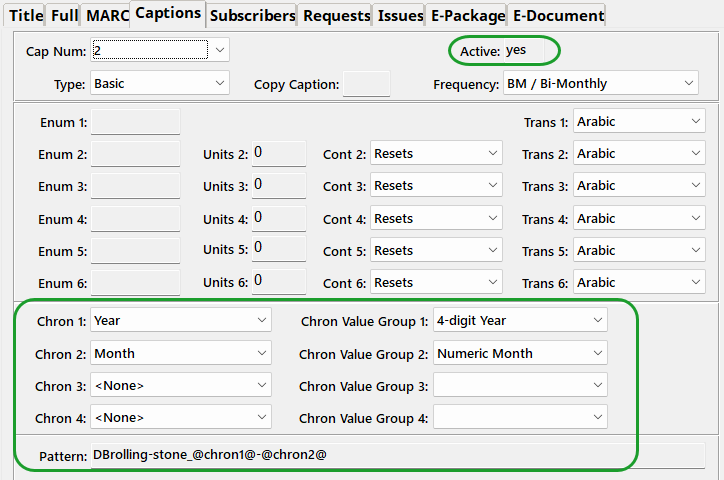 Title Full MARC Captions Subscribers Requests Issues E-Package E-Document
Cap Num: 2 Active: yes
Type: Basic Copy Caption: Frequency: BM / Bi-Monthly
Enum 1: Trans 1: Arabic
Enum 2: Units 2: 0 Cont 2: Resets Trans 2: Arabic
Enum 3: Units 3: 0 Cont 3: Resets Trans 3: Arabic
Enum 4: Units 4: 0 Cont 4: Resets Trans 4: Arabic
Enum 5: Units 5: 0 Cont 5: Resets Trans 5: Arabic
Enum 6: Units 6: 0 Cont 6: Resets Trans 6: Arabic
Chron 1: Year Chron Value Group 1: 4-digit Year
Chron 2: Month Chron Value Group 2: Numeric Month
Chron 3: <None> Chron Value Group 3:
Chron 4: <None> Chron Value Group 4:
Pattern: DBrolling-stone_@chron1@-@chron2@